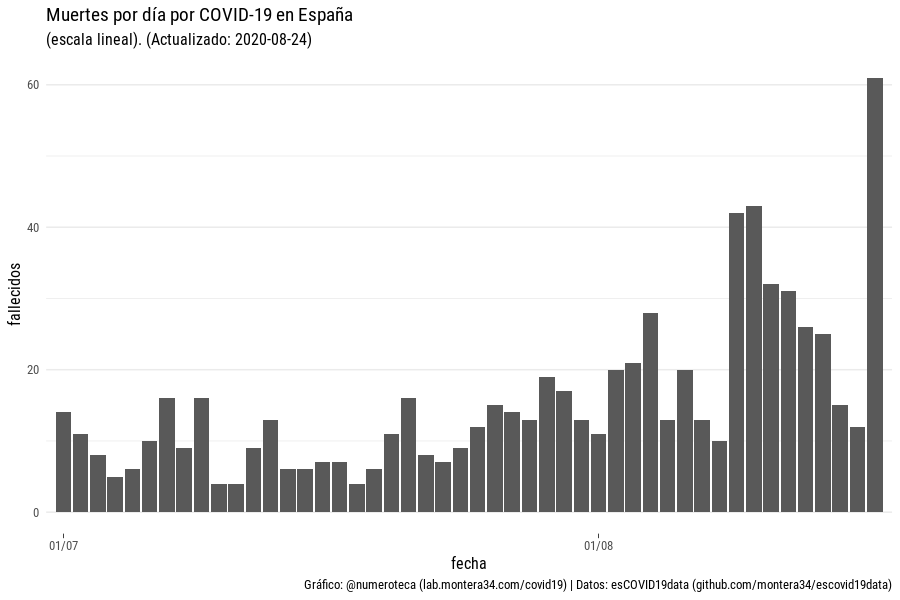 Muertes por día por COVID-19 en España
(escala lineal). (Actualizado: 2020-08-24)
60
40
20
0
fallecidos
01/07
01/08
fecha
Gráfico: @numeroteca (lab.montera34.com/covid19) | Datos: esCOVID19data (github.com/montera34/escovid19data)